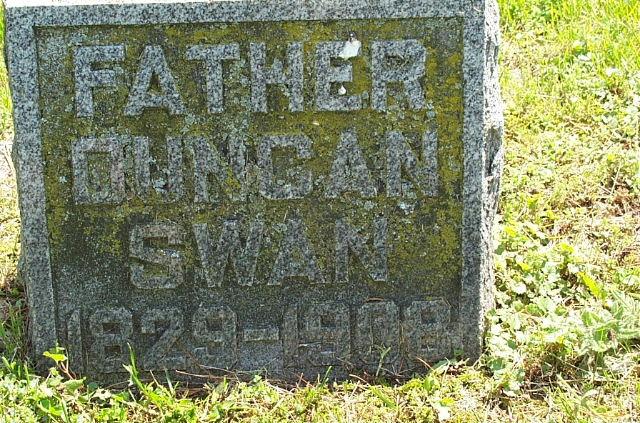 FATHER
DUNCAN
SWAN
1829-1908